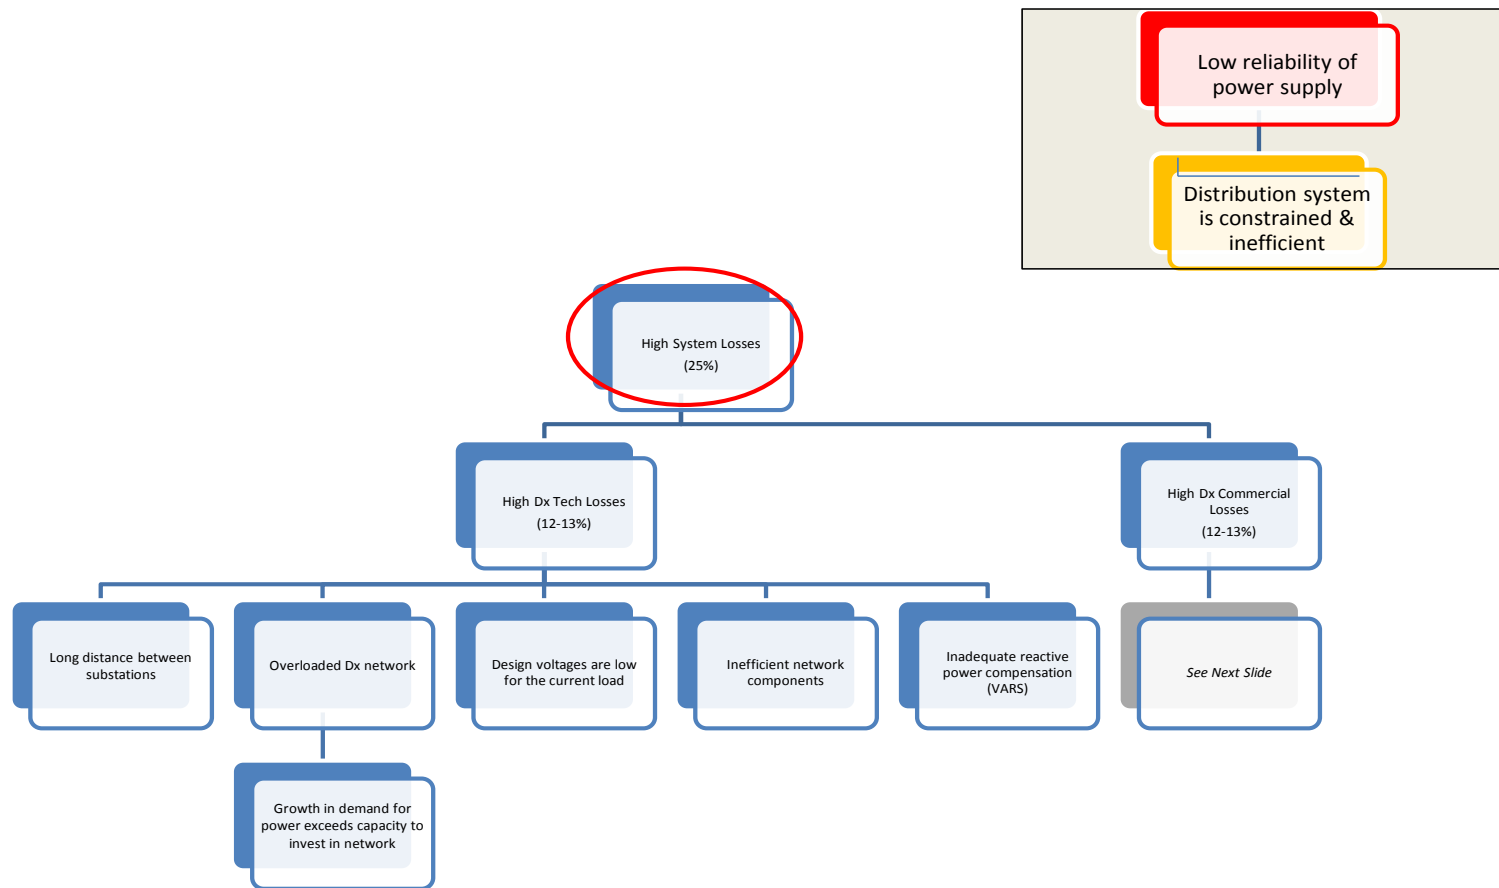 Low reliability of
power supply
Distribution system
is constrained &
inefficient
High System Losses
(25%)
High Dx Tech Losses
(12-13%)
High Dx Commercial
Losses
(12-13%)
Long distance between
substations
Overloaded Dx network
Design voltages are low
for the current load
Inefficient network
components
Inadequate reactive
power compensation
(VARS)
See Next Slide
Growth in demand for
power exceeds capacity to
invest in network